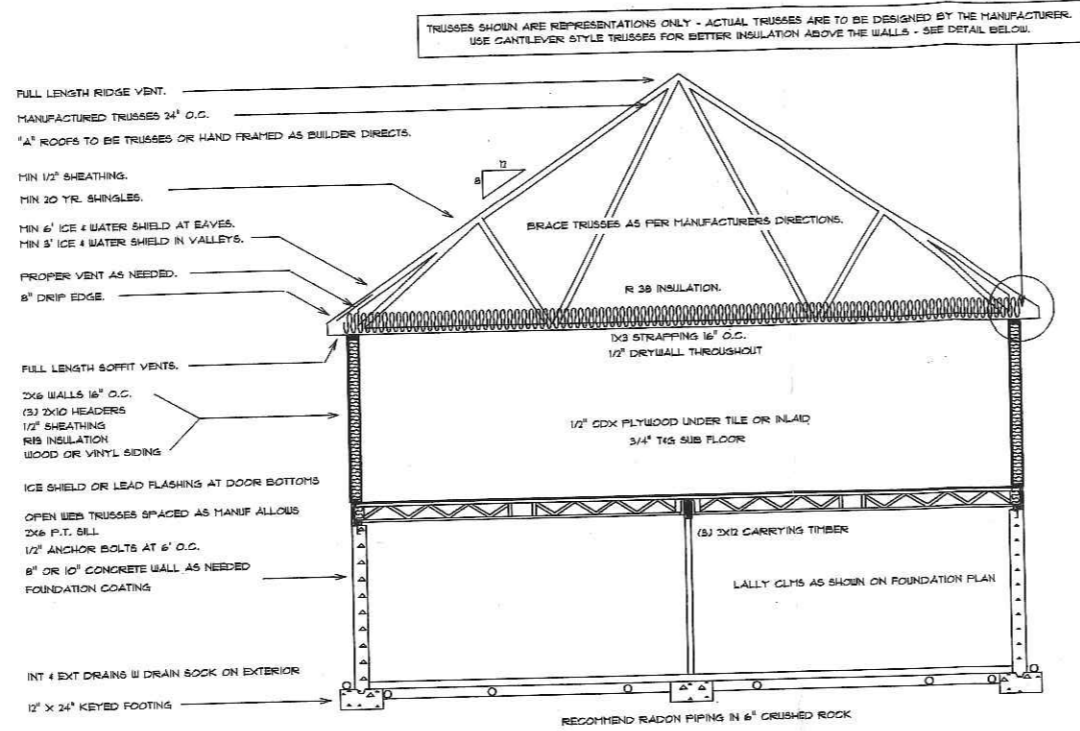 TRUSSES SHOWN ARE REPRESENTATIONS ONLY - ACTUAL TRUSSES ARE TO BE DESIGNED BY THE MANUFACTURER.
USE CANTILEVER STYLE TRUSSES FOR BETTER INSULATION ABOVE THE WALLS - SEE DETAIL BELOW.
FULL LENGTH RIDGE VENT.
MANUFACTURED TRUSSES 24" O.C.
"A" ROOFS TO BE TRUSSES OR HAND FRAMED AS BUILDER DIRECTS.
12
8
MIN 1/2" SHEATHING.
MIN 20 YR. SHINGLES.
MIN 6' ICE & WATER SHIELD AT EAVES.
MIN 3' ICE & WATER SHIELD IN VALLEYS.
BRACE TRUSSES AS PER MANUFACTURERS DIRECTIONS.
PROPER VENT AS NEEDED.
8" DRIP EDGE.
R 38 INSULATION.
1X3 STRAPPING 16" O.C.
1/2" DRYWALL THROUGHOUT
FULL LENGTH SOFFIT VENTS.
2X6 WALLS 16" O.C.
(3) 2X10 HEADERS
1/2" SHEATHING
R19 INSULATION
WOOD OR VINYL SIDING
1/2" CDX PLYWOOD UNDER TILE OR INLAID
3/4" T&G SUB FLOOR
ICE SHIELD OR LEAD FLASHING AT DOOR BOTTOMS
OPEN WEB TRUSSES SPACED AS MANUF ALLOWS
2X6 P.T. SILL
1/2" ANCHOR BOLTS AT 6' O.C.
8" OR 10" CONCRETE WALL AS NEEDED
FOUNDATION COATING
(3) 2X12 CARRYING TIMBER
LALLY CLMS AS SHOWN ON FOUNDATION PLAN
INT & EXT DRAINS W DRAIN SOCK ON EXTERIOR
12" X 24" KEYED FOOTING
RECOMMEND RADON PIPING IN 6" CRUSHED ROCK